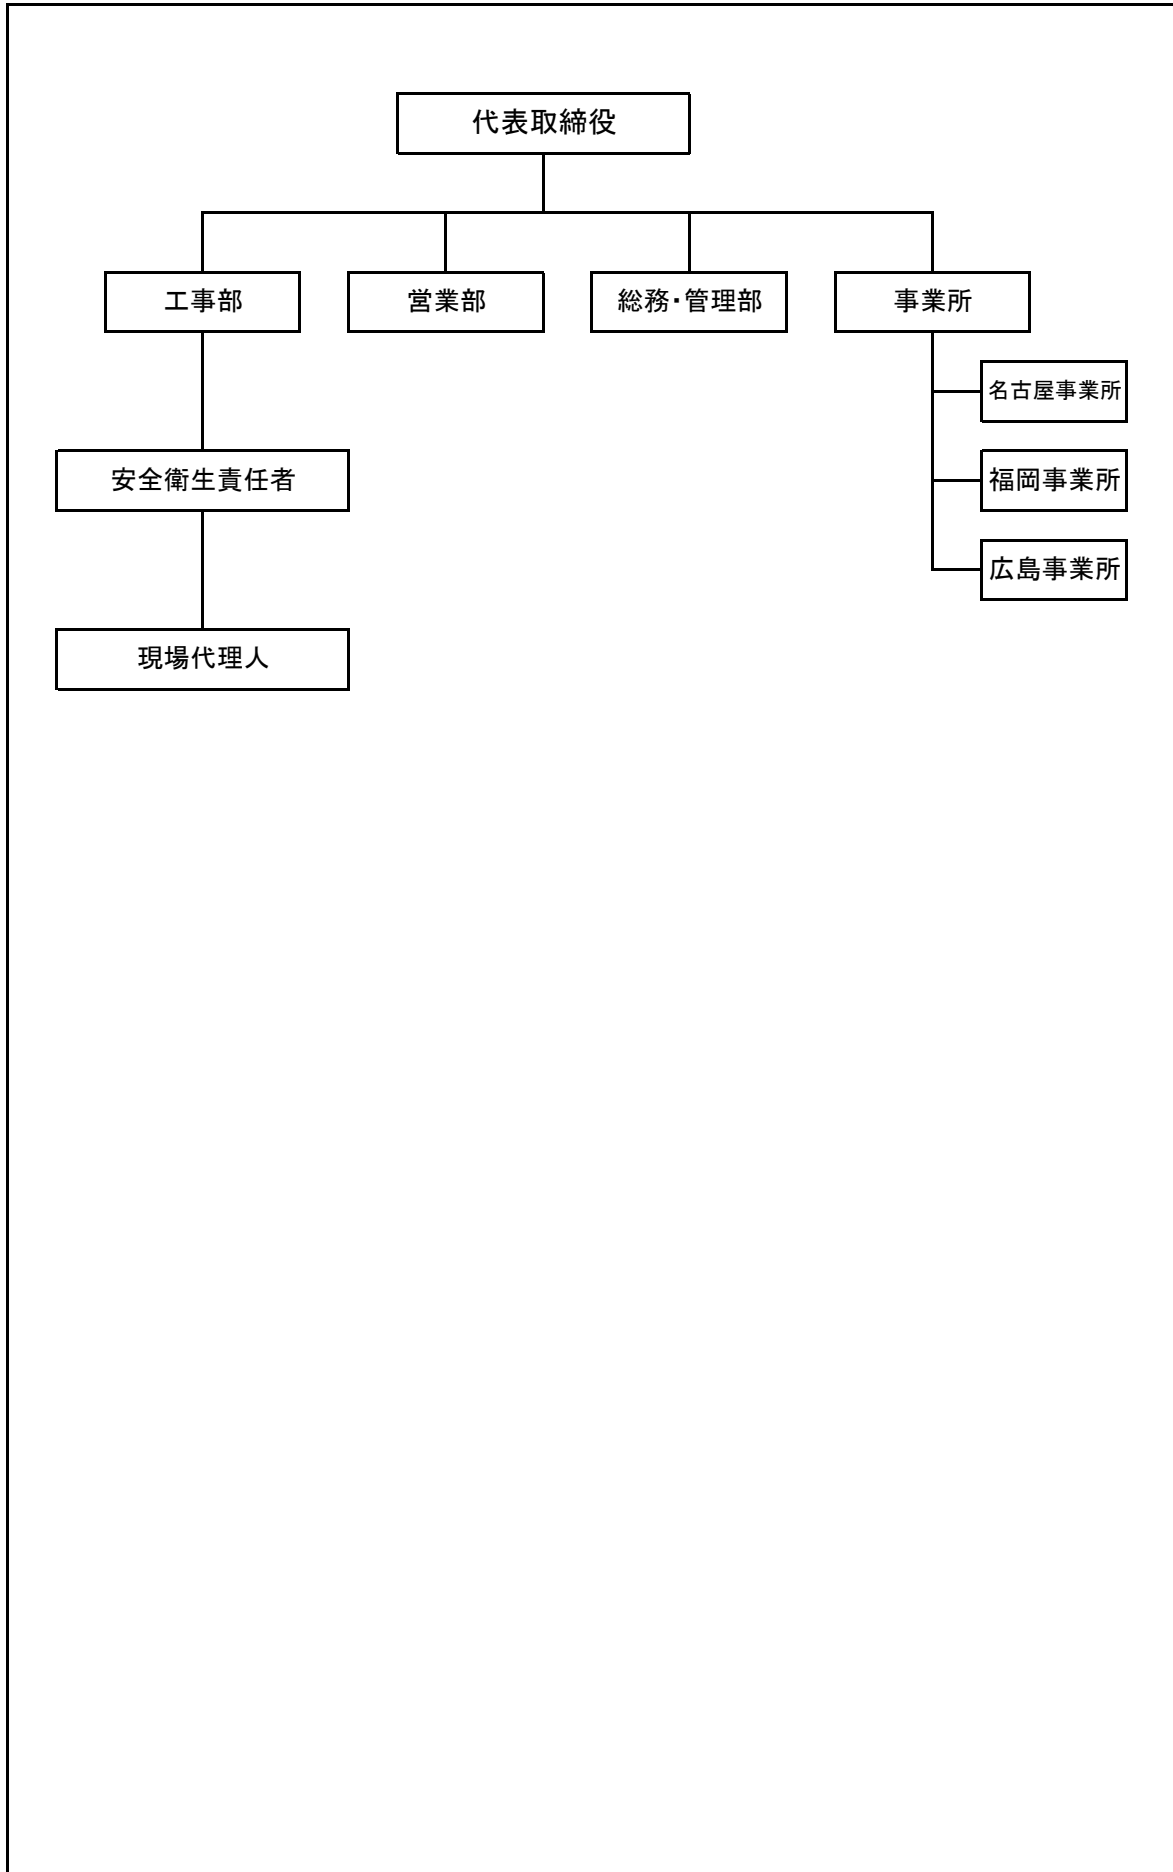 代表取締役
工事部
営業部
総務・管理部
事業所
名古屋事業所
安全衛生責任者
福岡事業所
広島事業所
現場代理人